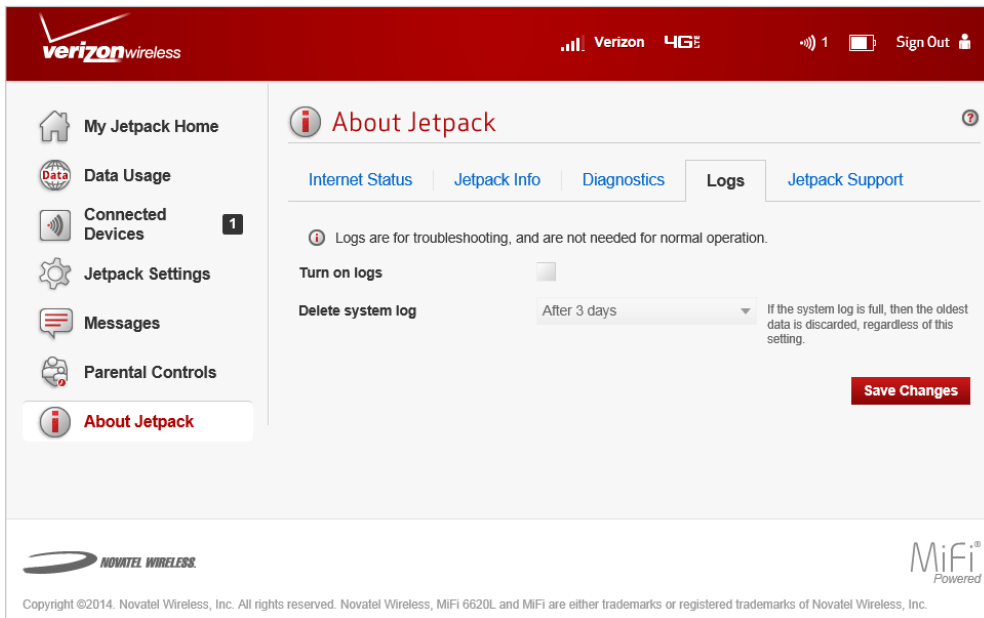 verizonwireless
Verizon 4G LTE
1
Sign Out
My Jetpack Home
Data
Data Usage
Connected
Devices
1
Jetpack Settings
Messages
Parental Controls
About Jetpack
About Jetpack
?
Internet Status
Jetpack Info
Diagnostics
Logs
Jetpack Support
Logs are for troubleshooting, and are not needed for normal operation.
Turn on logs
Delete system log
After 3 days
If the system log is full, then the oldest
data is discarded, regardless of this
setting.
Save Changes
NOVATEL WIRELESS.
MiFi®
Powered
Copyright ©2014. Novatel Wireless, Inc. All rights reserved. Novatel Wireless, MiFi 6620L and MiFi are either trademarks or registered trademarks of Novatel Wireless, Inc.